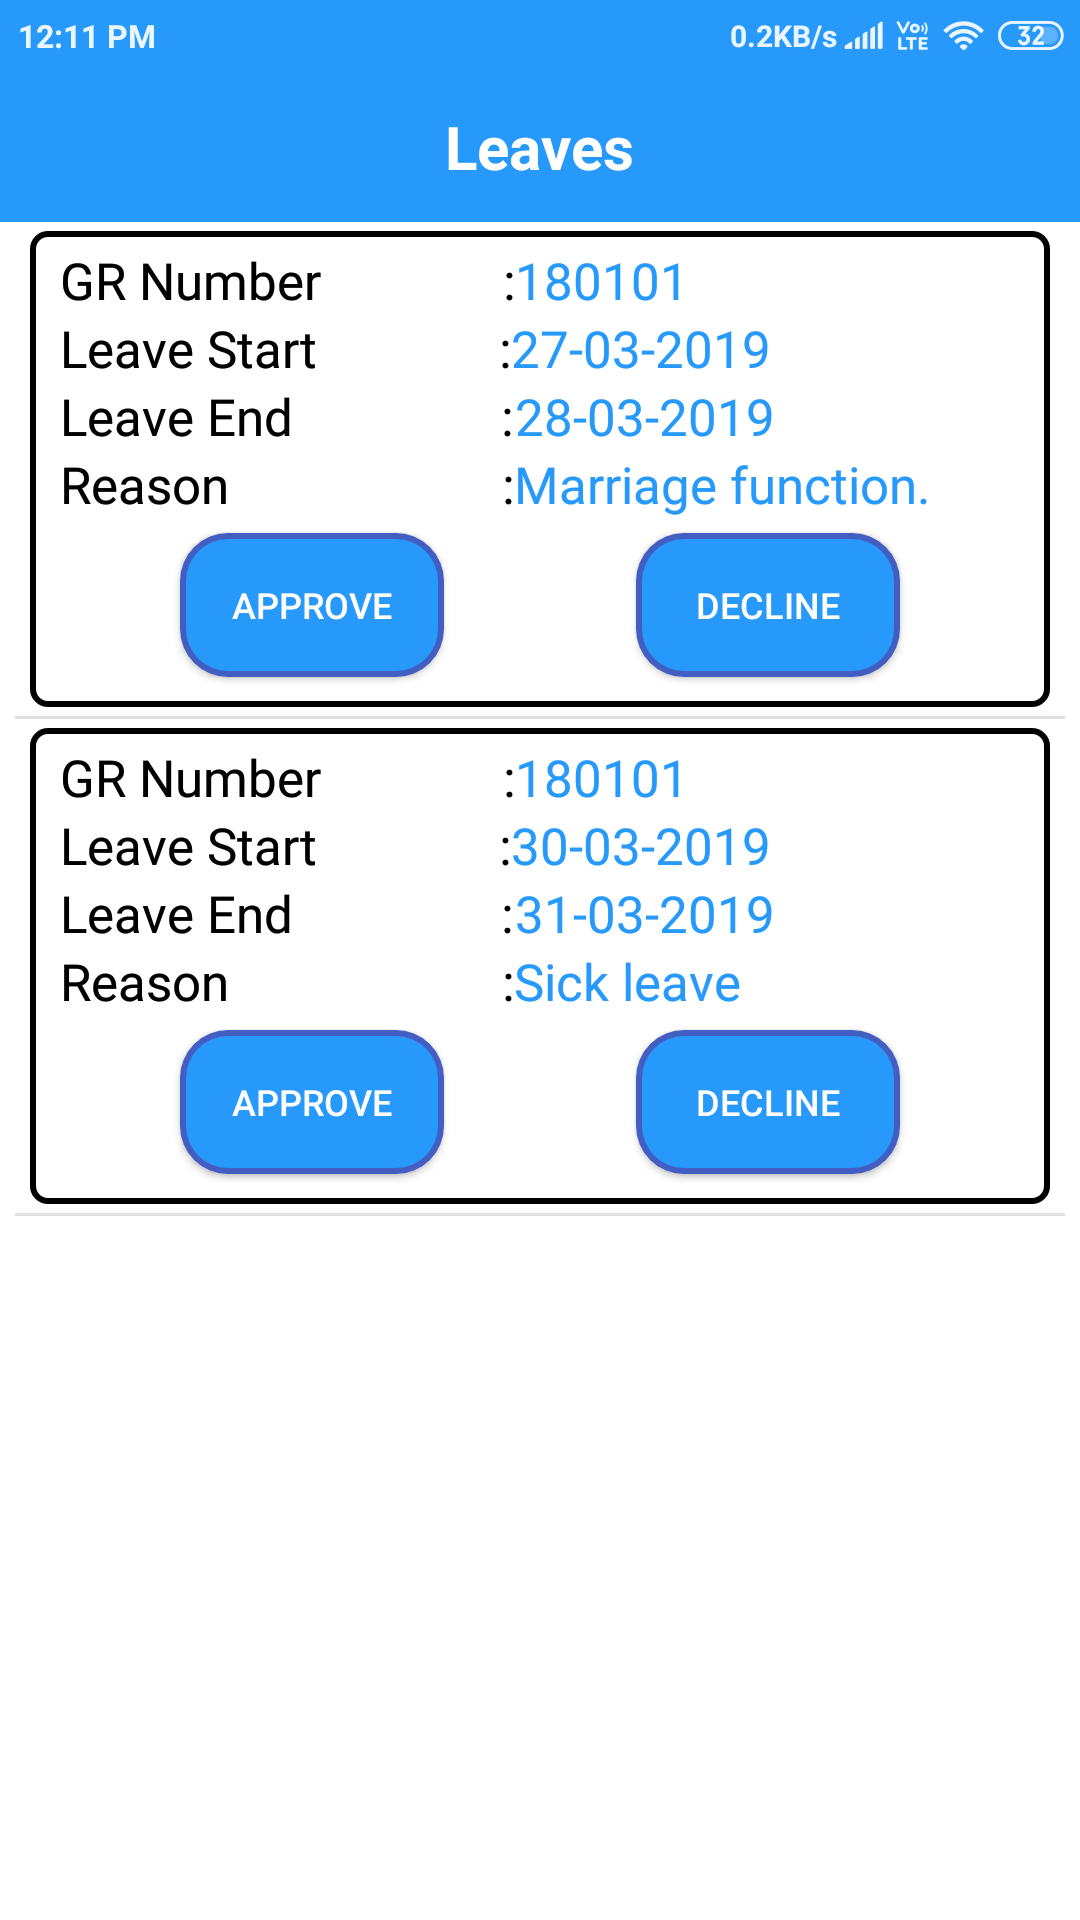 12:11 PM 0.2KB/s VoLTE 32
Leaves
GR Number :180101
Leave Start :27-03-2019
Leave End :28-03-2019
Reason :Marriage function.
APPROVE DECLINE
GR Number :180101
Leave Start :30-03-2019
Leave End :31-03-2019
Reason :Sick leave
APPROVE DECLINE